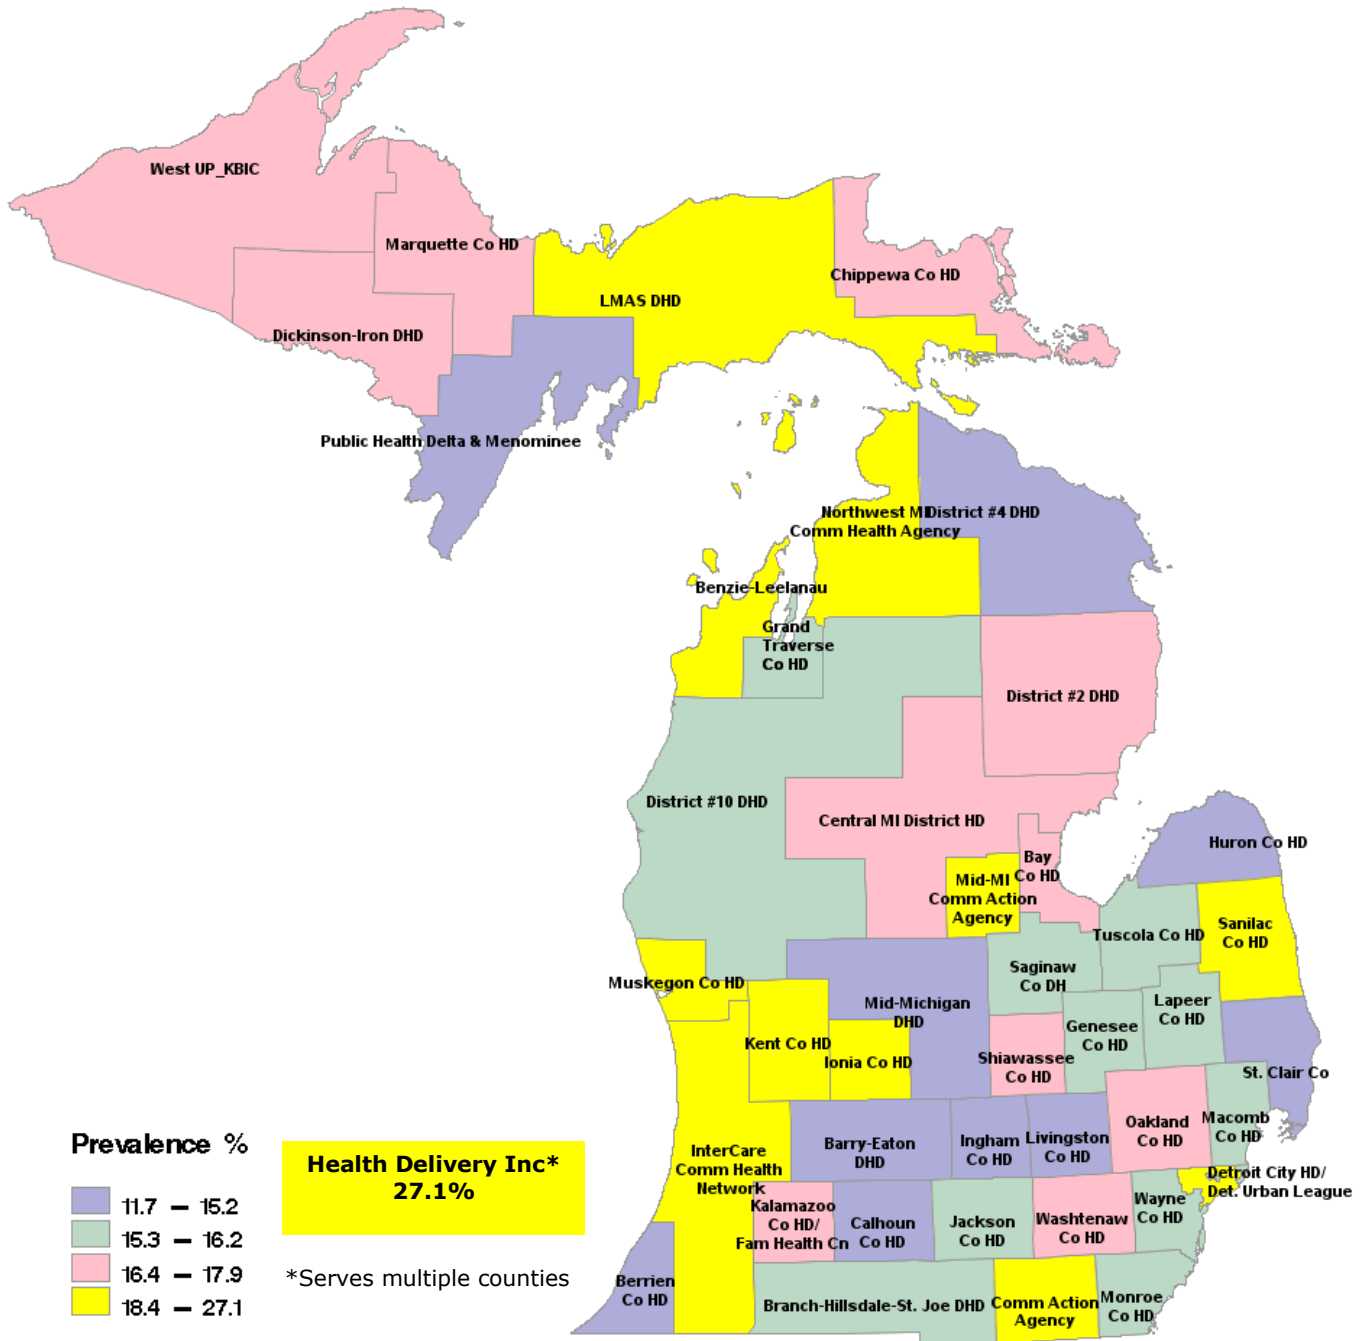 West UP_KBIC
Marquette Co HD
Chippewa Co HD
LMAS DHD
Dickinson-Iron DHD
Public Health Delta & Menominee
Northwest MI
Comm Health Agency
District #4 DHD
Benzie-Leelanau
Grand
Traverse
Co HD
District #2 DHD
District #10 DHD
Central MI District HD
Huron Co HD
Bay
Co HD
Mid-MI
Comm Action
Agency
Tuscola Co HD
Sanilac
Co HD
Muskegon Co HD
Saginaw
Co DH
Mid-Michigan
DHD
Lapeer
Co HD
Genesee
Co HD
Kent Co HD
Ionia Co HD
Shiawassee
Co HD
St. Clair Co
Oakland
Co HD
Macomb
Co HD
Barry-Eaton
DHD
Ingham
Co HD
Livingston
Co HD
InterCare
Comm Health
Network
Detroit City HD/
Det. Urban League
Kalamazoo
Co HD/
Fam Health Cn
Calhoun
Co HD
Jackson
Co HD
Washtenaw
Co HD
Wayne
Co HD
Berrien
Co HD
Branch-Hillsdale-St. Joe DHD
Comm Action
Agency
Monroe
Co HD
Prevalence %
11.7 – 15.2
15.3 – 16.2
16.4 – 17.9
18.4 – 27.1
Health Delivery Inc*
27.1%
*Serves multiple counties